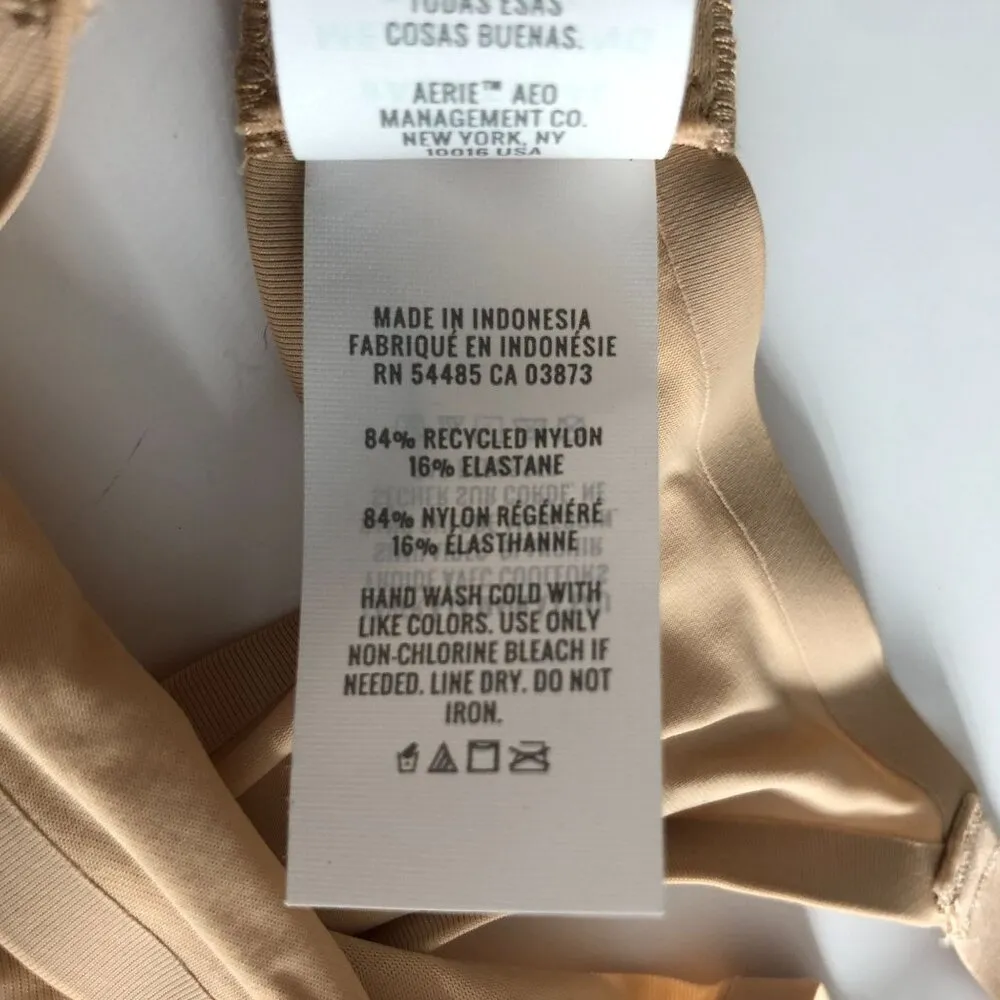 TODAS ESAS
COSAS BUENAS.
AERIE™ AEO
MANAGEMENT CO.
NEW YORK, NY
10016 USA
MADE IN INDONESIA
FABRIQUÉ EN INDONÉSIE
RN 54485 CA 03873
84% RECYCLED NYLON
16% ELASTANE
84% NYLON RÉGÉNÉRÉ
16% ÉLASTHANNE
HAND WASH COLD WITH
LIKE COLORS. USE ONLY
NON-CHLORINE BLEACH IF
NEEDED. LINE DRY. DO NOT
IRON.